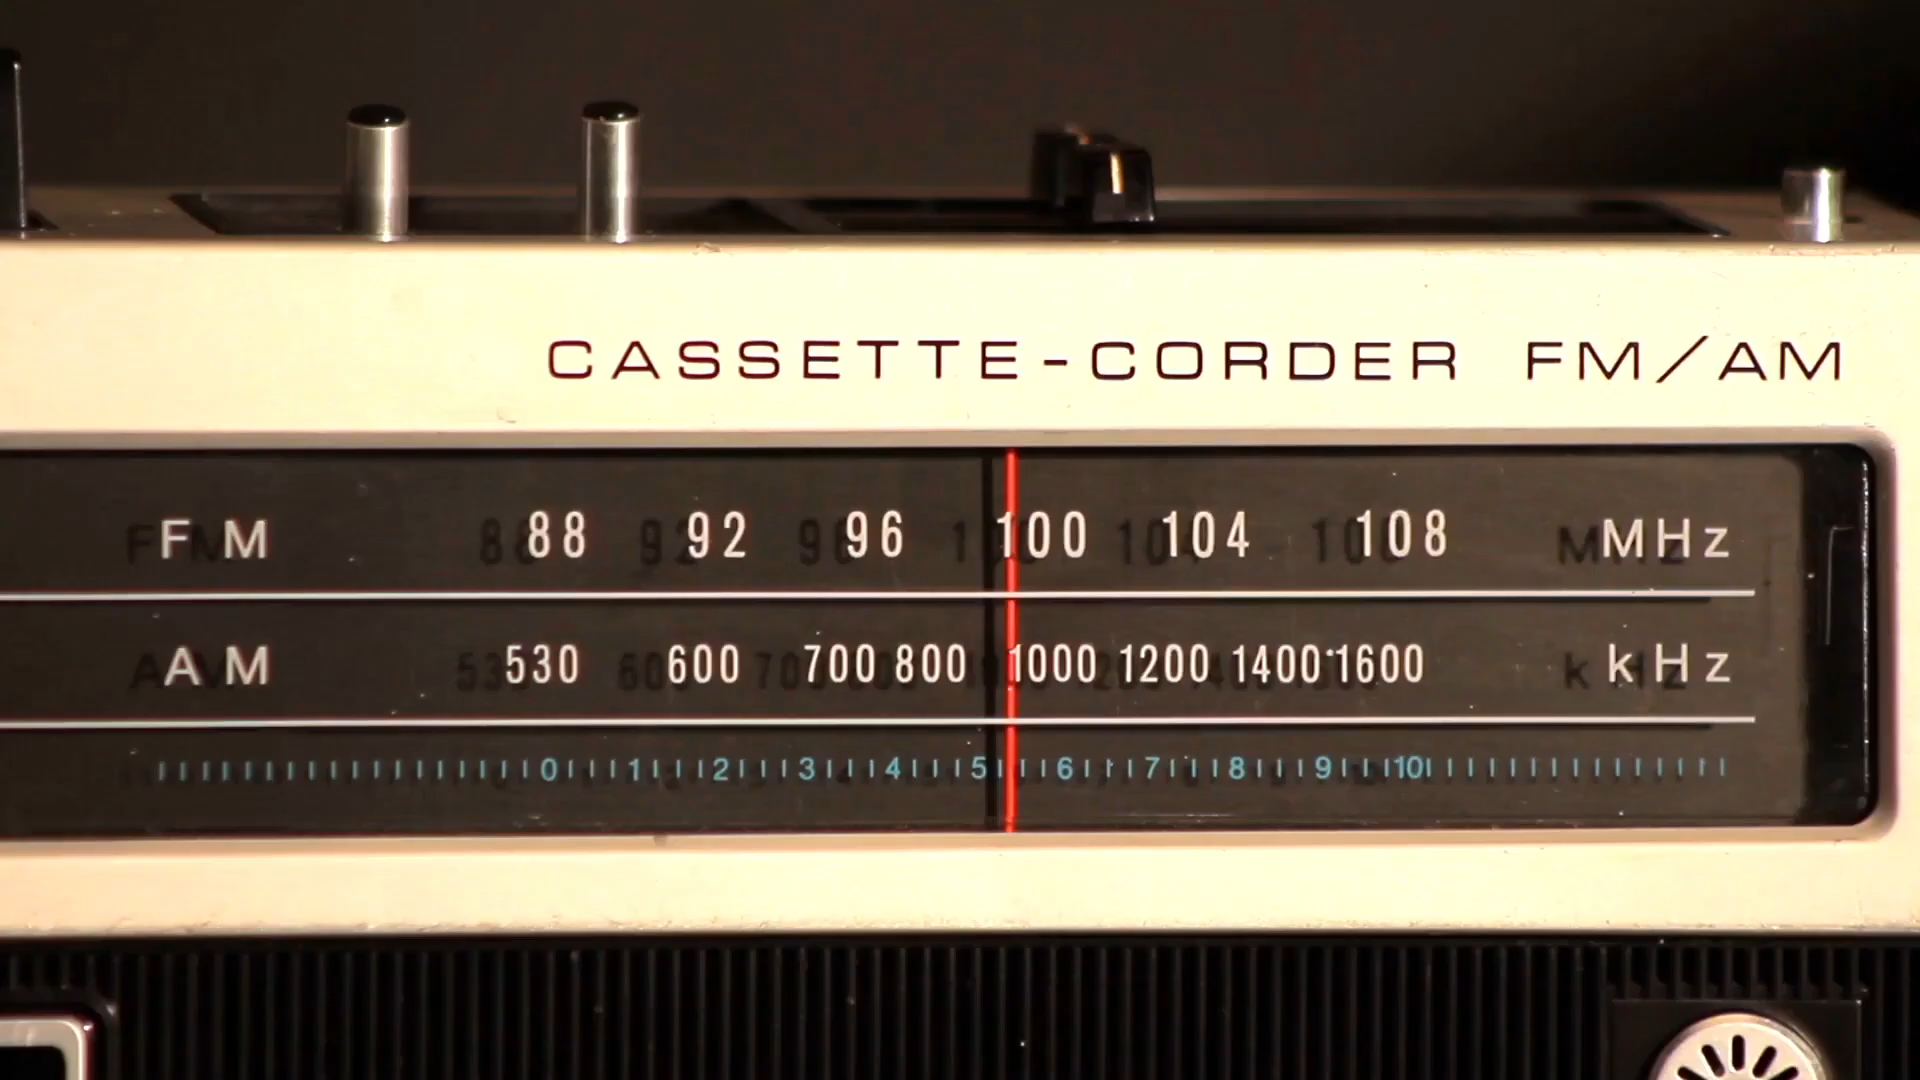 CASSETTE-CORDER FM/AM
FM 88 92 96 100 104 108 MHz
AM 530 600 700 800 1000 1200 1400 1600 kHz
0 1 2 3 4 5 6 7 8 9 10